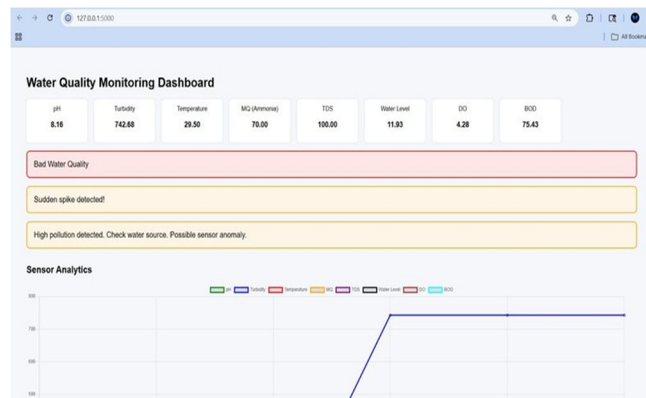 127.0.0.1:5000
All Bookma
Water Quality Monitoring Dashboard
pH Turbidity Temperature MQ (Ammonia) TDS Water Level DO BOD
8.16 742.68 29.50 70.00 100.00 11.93 4.28 75.43
Bad Water Quality
Sudden spike detected!
High pollution detected. Check water source. Possible sensor anomaly.
Sensor Analytics
pH Turbidity Temperature MQ TDS Water Level DO BOD
800
700
600
500